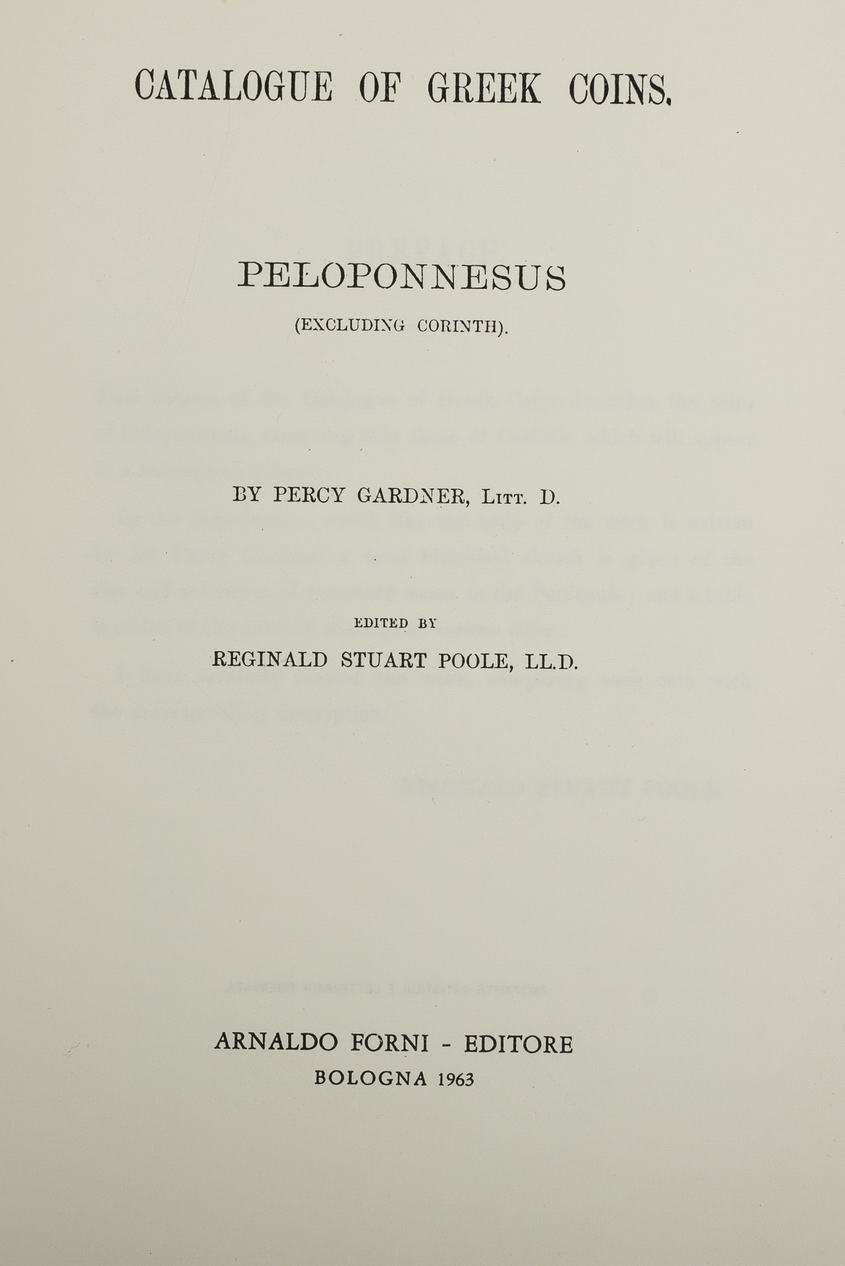 CATALOGUE OF GREEK COINS.
PELOPONNESUS
(EXCLUDING CORINTH).
BY PERCY GARDNER, LITT. D.
EDITED BY
REGINALD STUART POOLE, LL.D.
ARNALDO FORNI - EDITORE
BOLOGNA 1963